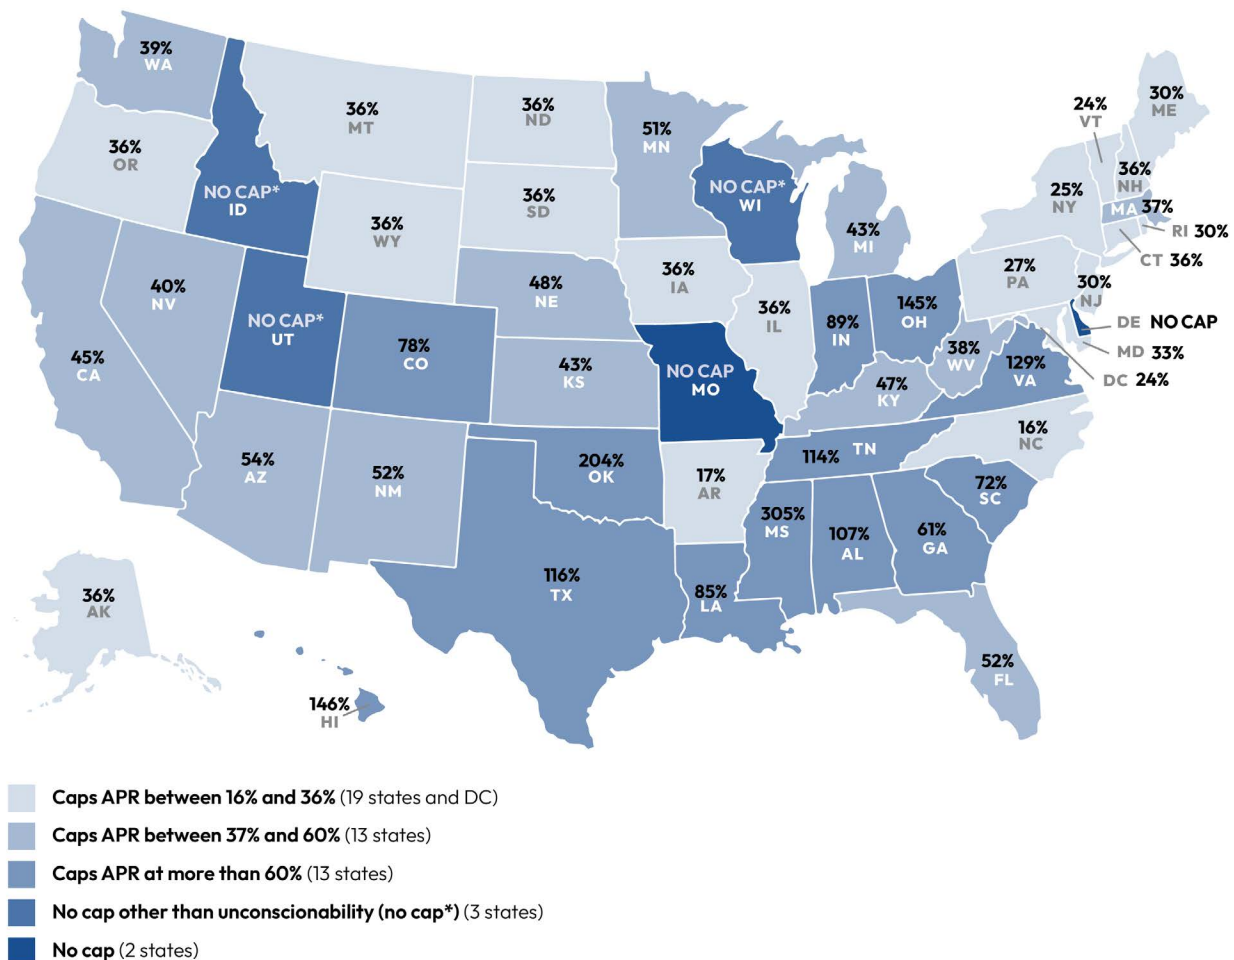 39%
WA
36%
MT
36%
ND
51%
MN
24%
VT
30%
ME
36%
OR
NO CAP*
ID
36%
WY
36%
SD
NO CAP*
WI
43%
MI
25%
NY
36%
NH
MA 37%
RI 30%
CT 36%
40%
NV
48%
NE
36%
IA
36%
IL
89%
IN
145%
OH
27%
PA
30%
NJ
DE NO CAP
MD 33%
DC 24%
45%
CA
NO CAP*
UT
78%
CO
43%
KS
NO CAP
MO
47%
KY
38%
WV
129%
VA
54%
AZ
52%
NM
204%
OK
17%
AR
114% TN
16%
NC
72%
SC
116%
TX
85%
LA
305%
MS
107%
AL
61%
GA
52%
FL
36%
AK
146%
HI
Caps APR between 16% and 36% (19 states and DC)
Caps APR between 37% and 60% (13 states)
Caps APR at more than 60% (13 states)
No cap other than unconscionability (no cap*) (3 states)
No cap (2 states)